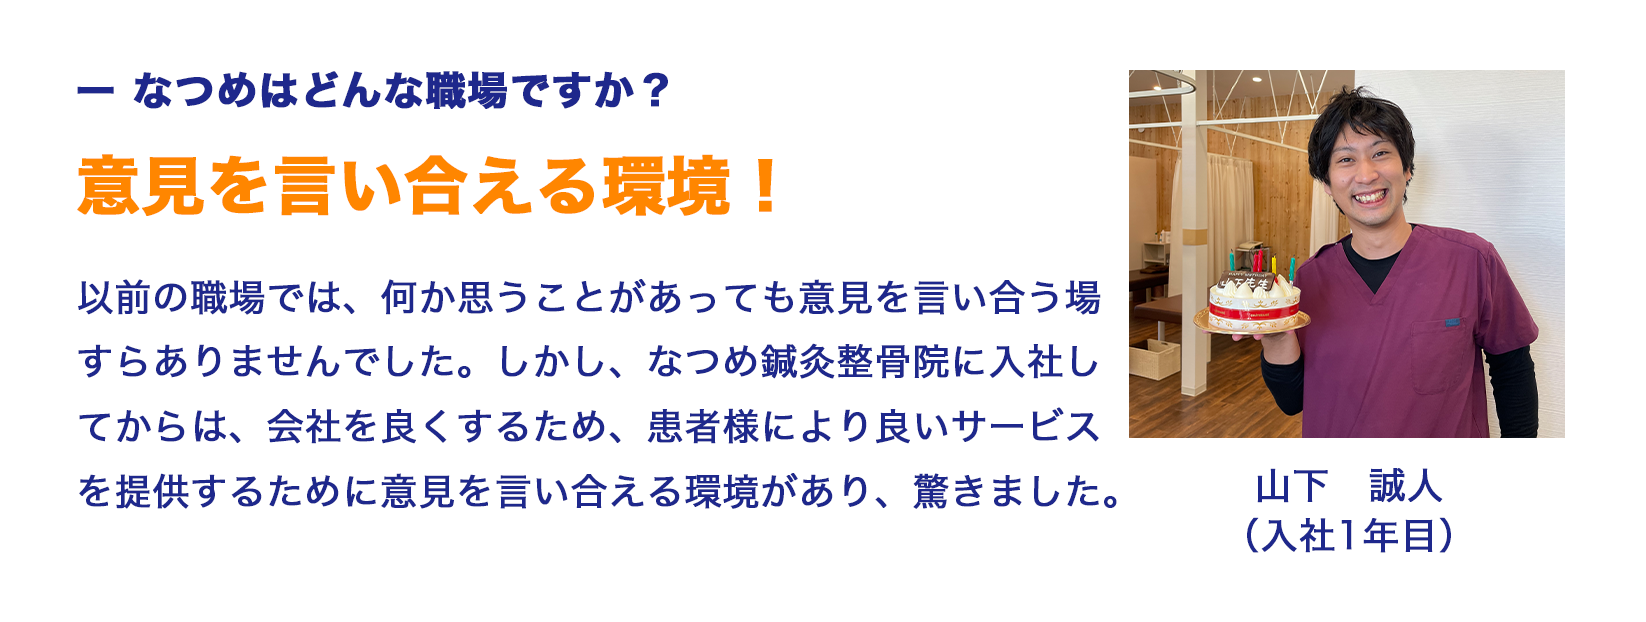 ー なつめはどんな職場ですか？
意見を言い合える環境！
以前の職場では、何か思うことがあっても意見を言い合う場
すらありませんでした。しかし、なつめ鍼灸整骨院に入社し
てからは、会社を良くするため、患者様により良いサービス
を提供するために意見を言い合える環境があり、驚きました。
山下先生
山下　誠人
（入社1年目）